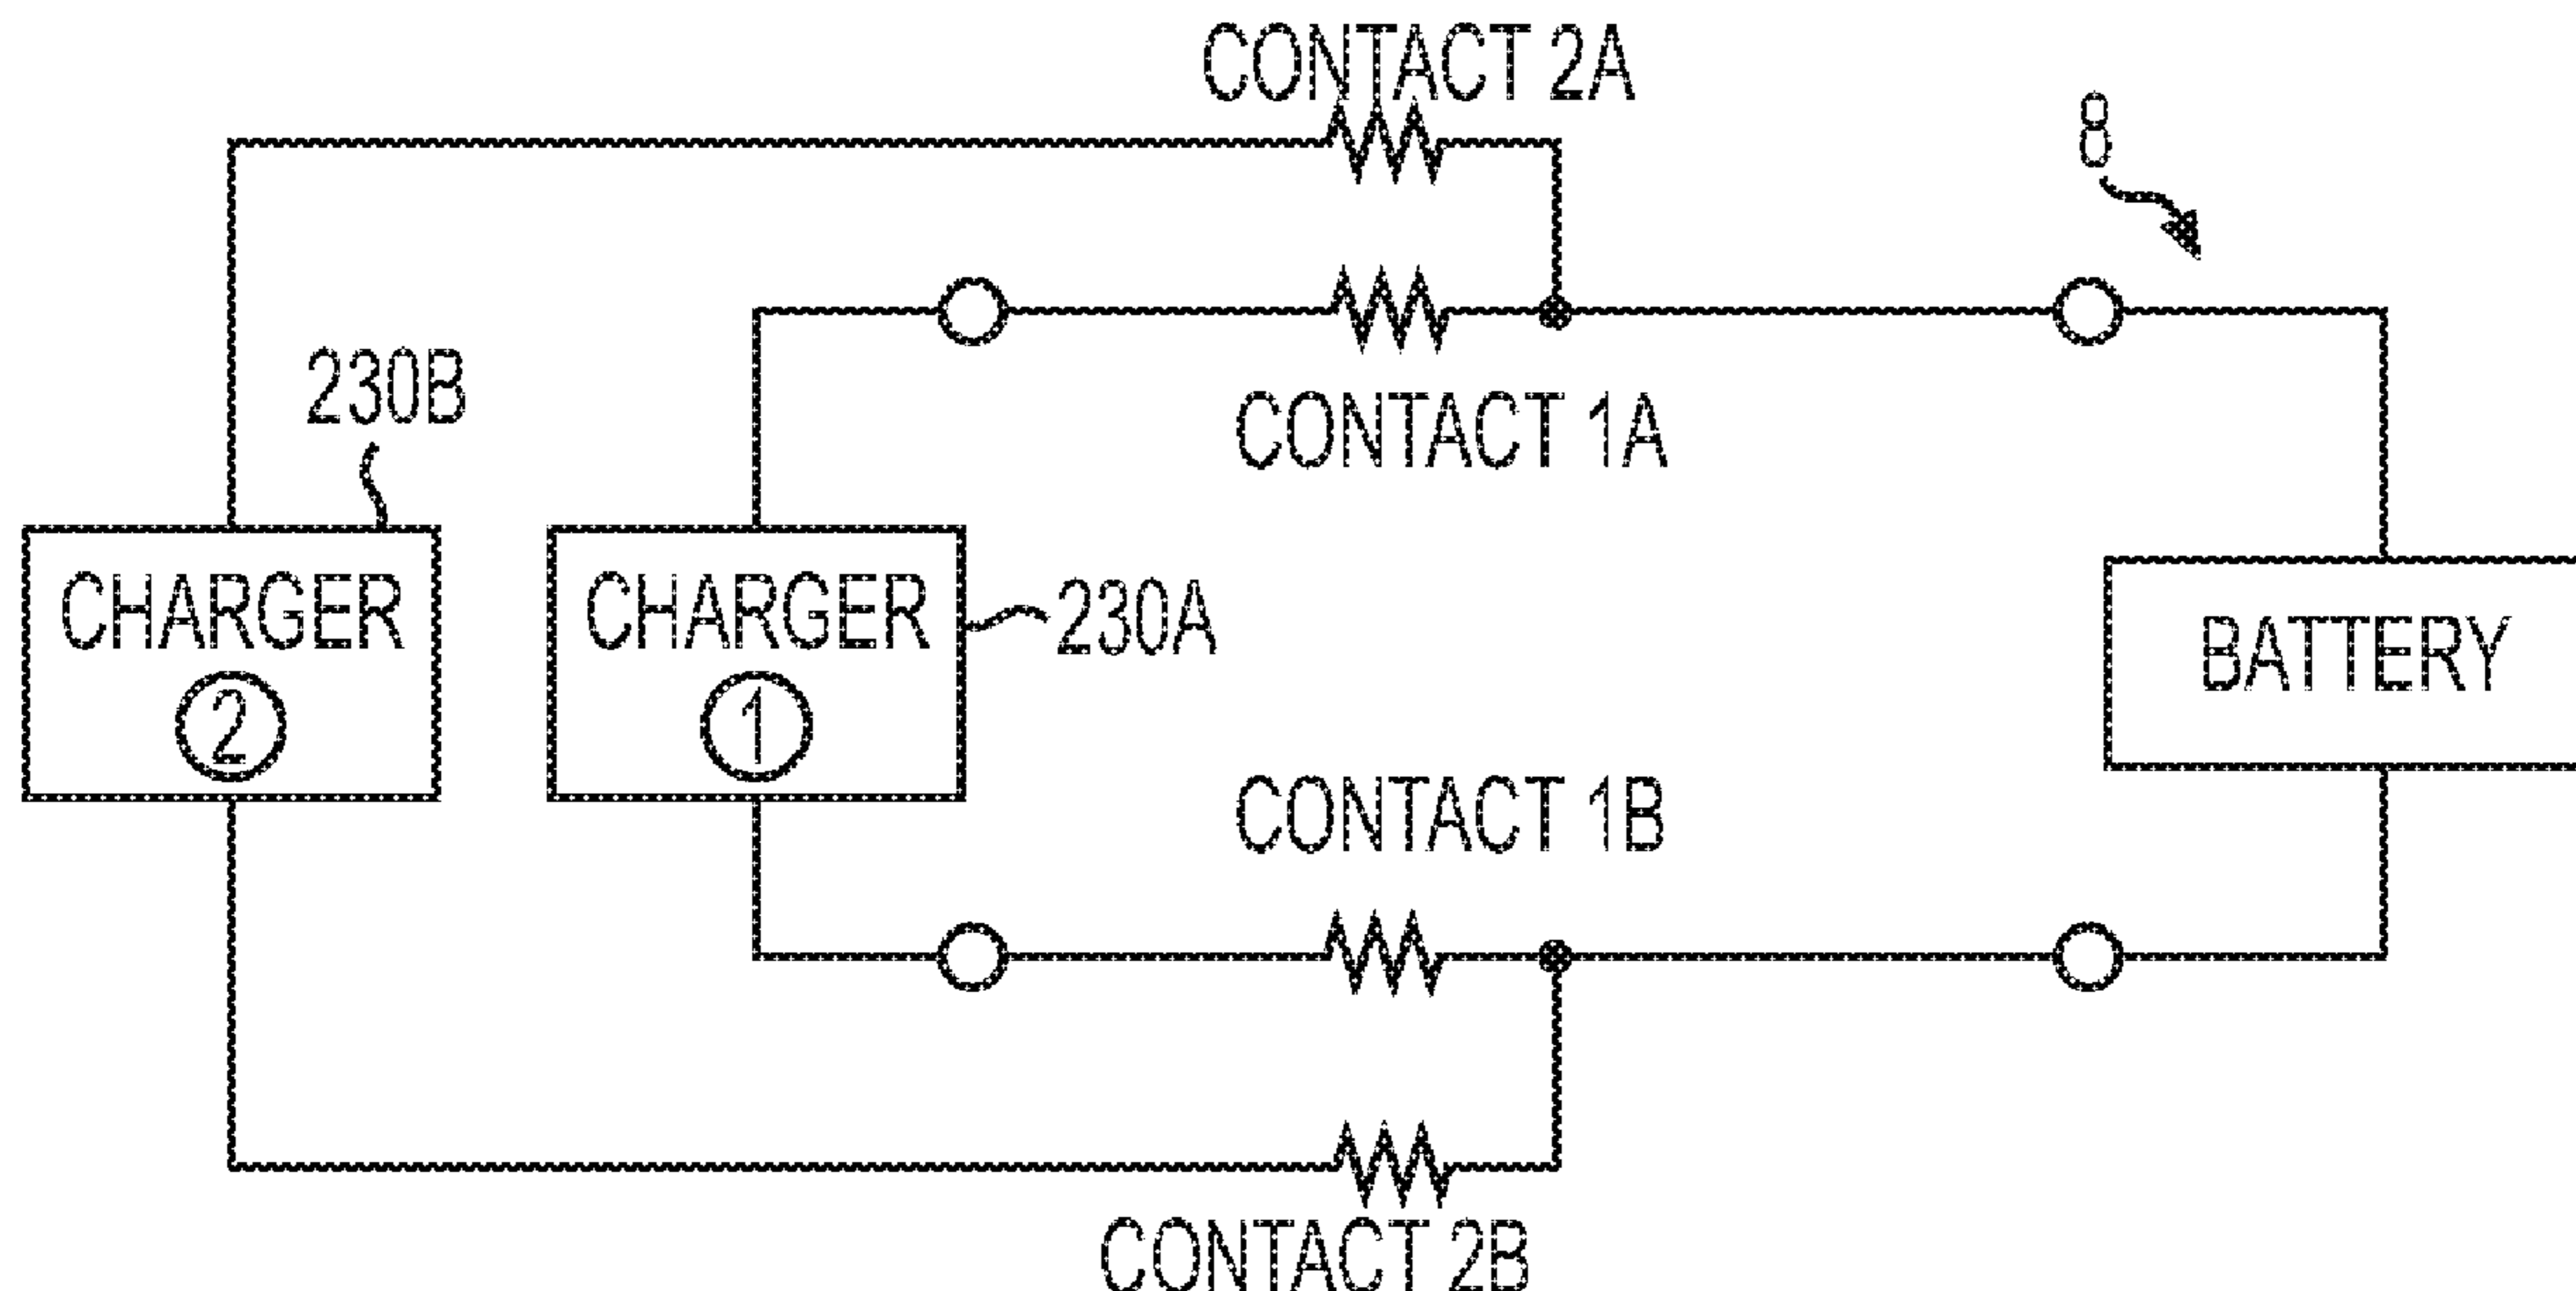 CONTACT 2A
8
CONTACT 1A
230B
CHARGER
2
CHARGER
1
230A
BATTERY
CONTACT 1B
CONTACT 2B